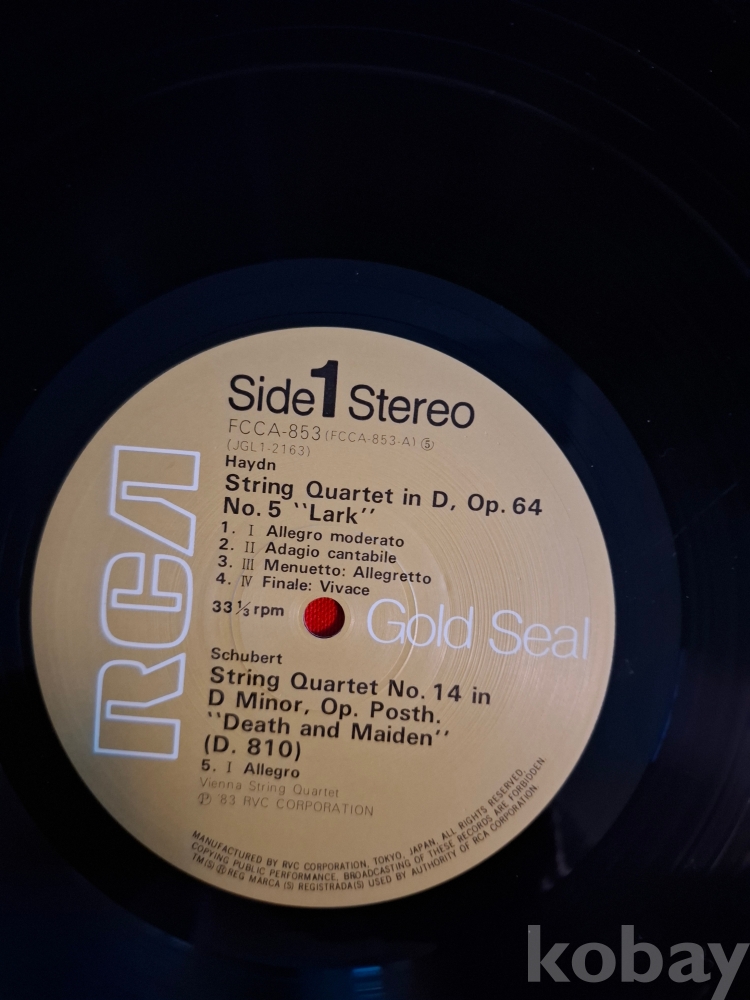 Side 1 Stereo
FCCA-853 (FCCA-853-A) ⑤
(JGL1-2163)
Haydn
String Quartet in D, Op. 64
No. 5 "Lark"
1. I Allegro moderato
2. II Adagio cantabile
3. III Menuetto: Allegretto
4. IV Finale: Vivace
33⅓ rpm
RCA
Gold Seal
Schubert
String Quartet No. 14 in
D Minor, Op. Posth.
"Death and Maiden"
(D. 810)
5. I Allegro
Vienna String Quartet
Ⓟ '83 RVC CORPORATION
MANUFACTURED BY RVC CORPORATION, TOKYO, JAPAN. ALL RIGHTS RESERVED.
COPYING PUBLIC PERFORMANCE, BROADCASTING OF THESE RECORDS ARE FORBIDDEN.
TM(S) ® REG MARCA (S) REGISTRADA(S) USED BY AUTHORITY OF RCA CORPORATION.
kobay